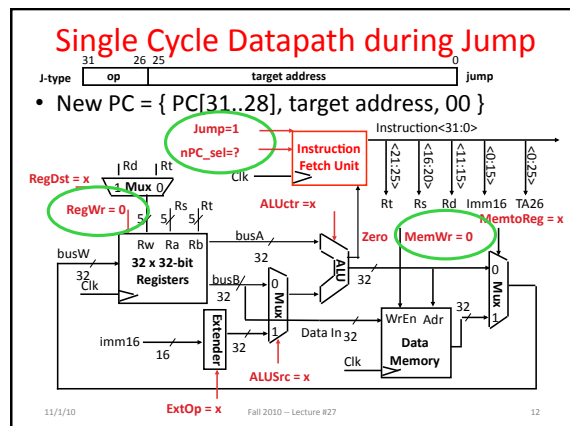 Single Cycle Datapath during Jump
31 26 25 0
J-type op target address jump
• New PC = { PC[31..28], target address, 00 }
Jump=1
nPC_sel=?
Instruction Fetch Unit
Clk
Instruction<31:0>
<21:25>
<16:20>
<11:15>
<0:15>
<0:25>
Rt Rs Rd Imm16 TA26
Rd Rt
RegDst = x
1 Mux 0
RegWr = 0
Rs Rt
5 5 5
ALUctr =x
MemtoReg = x
Zero
MemWr = 0
busW
32
Rw Ra Rb
32 x 32-bit Registers
Clk
busA
32
busB
32
ALU
32
0
Mux
1
32
0
Mux
1
WrEn Adr
Data In
32
Data Memory
Clk
32
imm16
16
Extender
32
ALUSrc = x
ExtOp = x
11/1/10
Fall 2010 -- Lecture #27
12